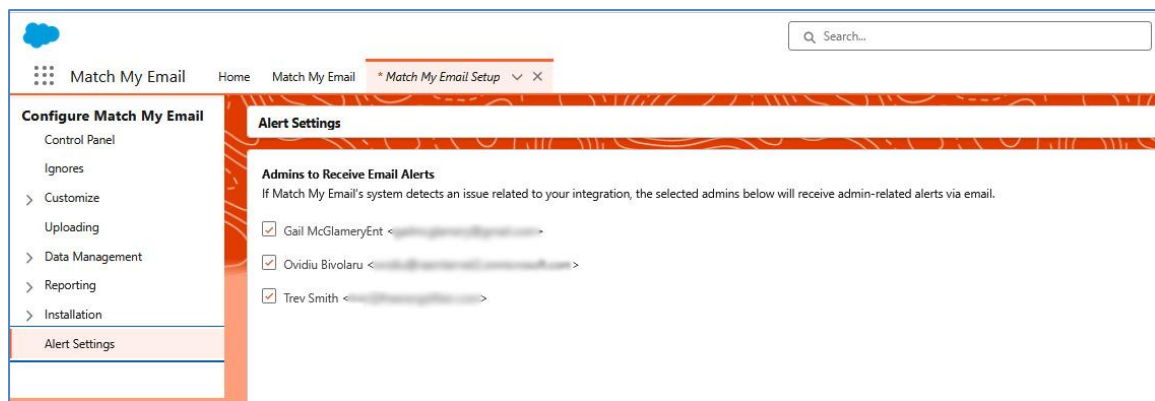 Search...
Match My Email Home Match My Email * Match My Email Setup
Configure Match My Email
Control Panel
Ignores
Customize
Uploading
Data Management
Reporting
Installation
Alert Settings
Alert Settings
Admins to Receive Email Alerts
If Match My Email's system detects an issue related to your integration, the selected admins below will receive admin-related alerts via email.
Gail McGlameryEnt < >
Ovidiu Bivolaru < >
Trev Smith < >